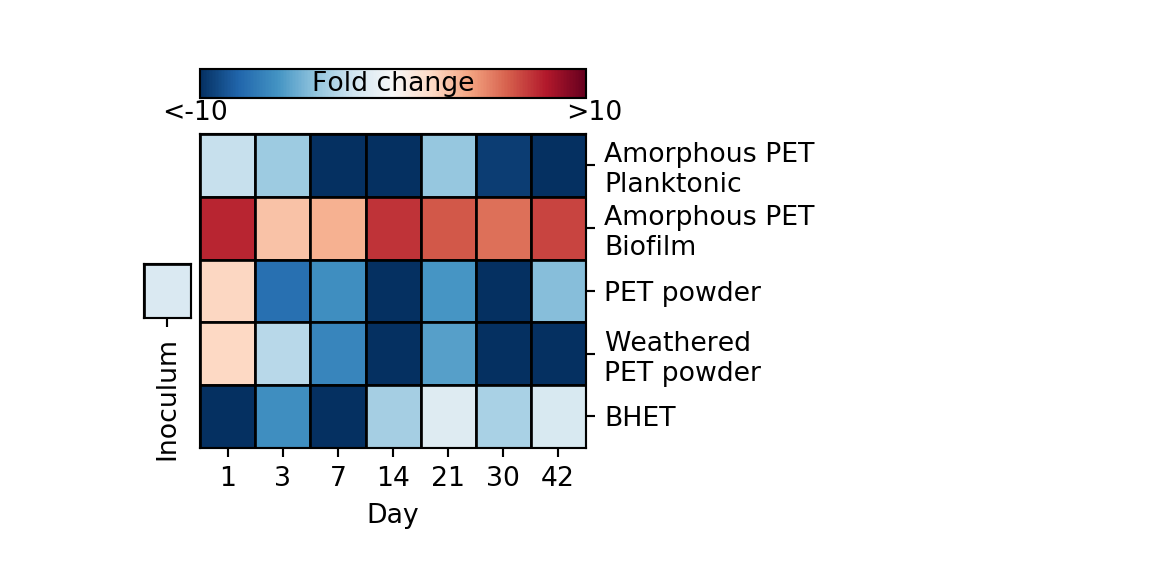 Fold change
<-10 >10
Amorphous PET
Planktonic
Amorphous PET
Biofilm
PET powder
Weathered
PET powder
BHET
Inoculum
1 3 7 14 21 30 42
Day